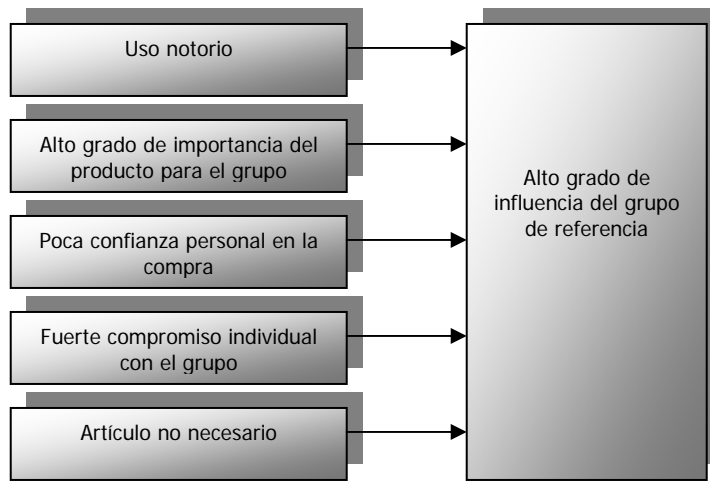 Uso notorio
Alto grado de importancia del
producto para el grupo
Poca confianza personal en la
compra
Fuerte compromiso individual
con el grupo
Artículo no necesario
Alto grado de
influencia del grupo
de referencia